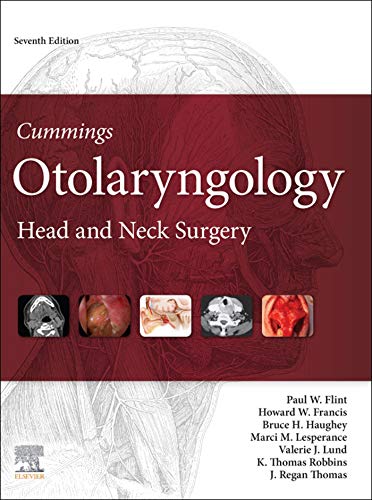 Seventh Edition
Cummings
Otolaryngology
Head and Neck Surgery
Paul W. Flint
Howard W. Francis
Bruce H. Haughey
Marci M. Lesperance
Valerie J. Lund
K. Thomas Robbins
J. Regan Thomas
ELSEVIER